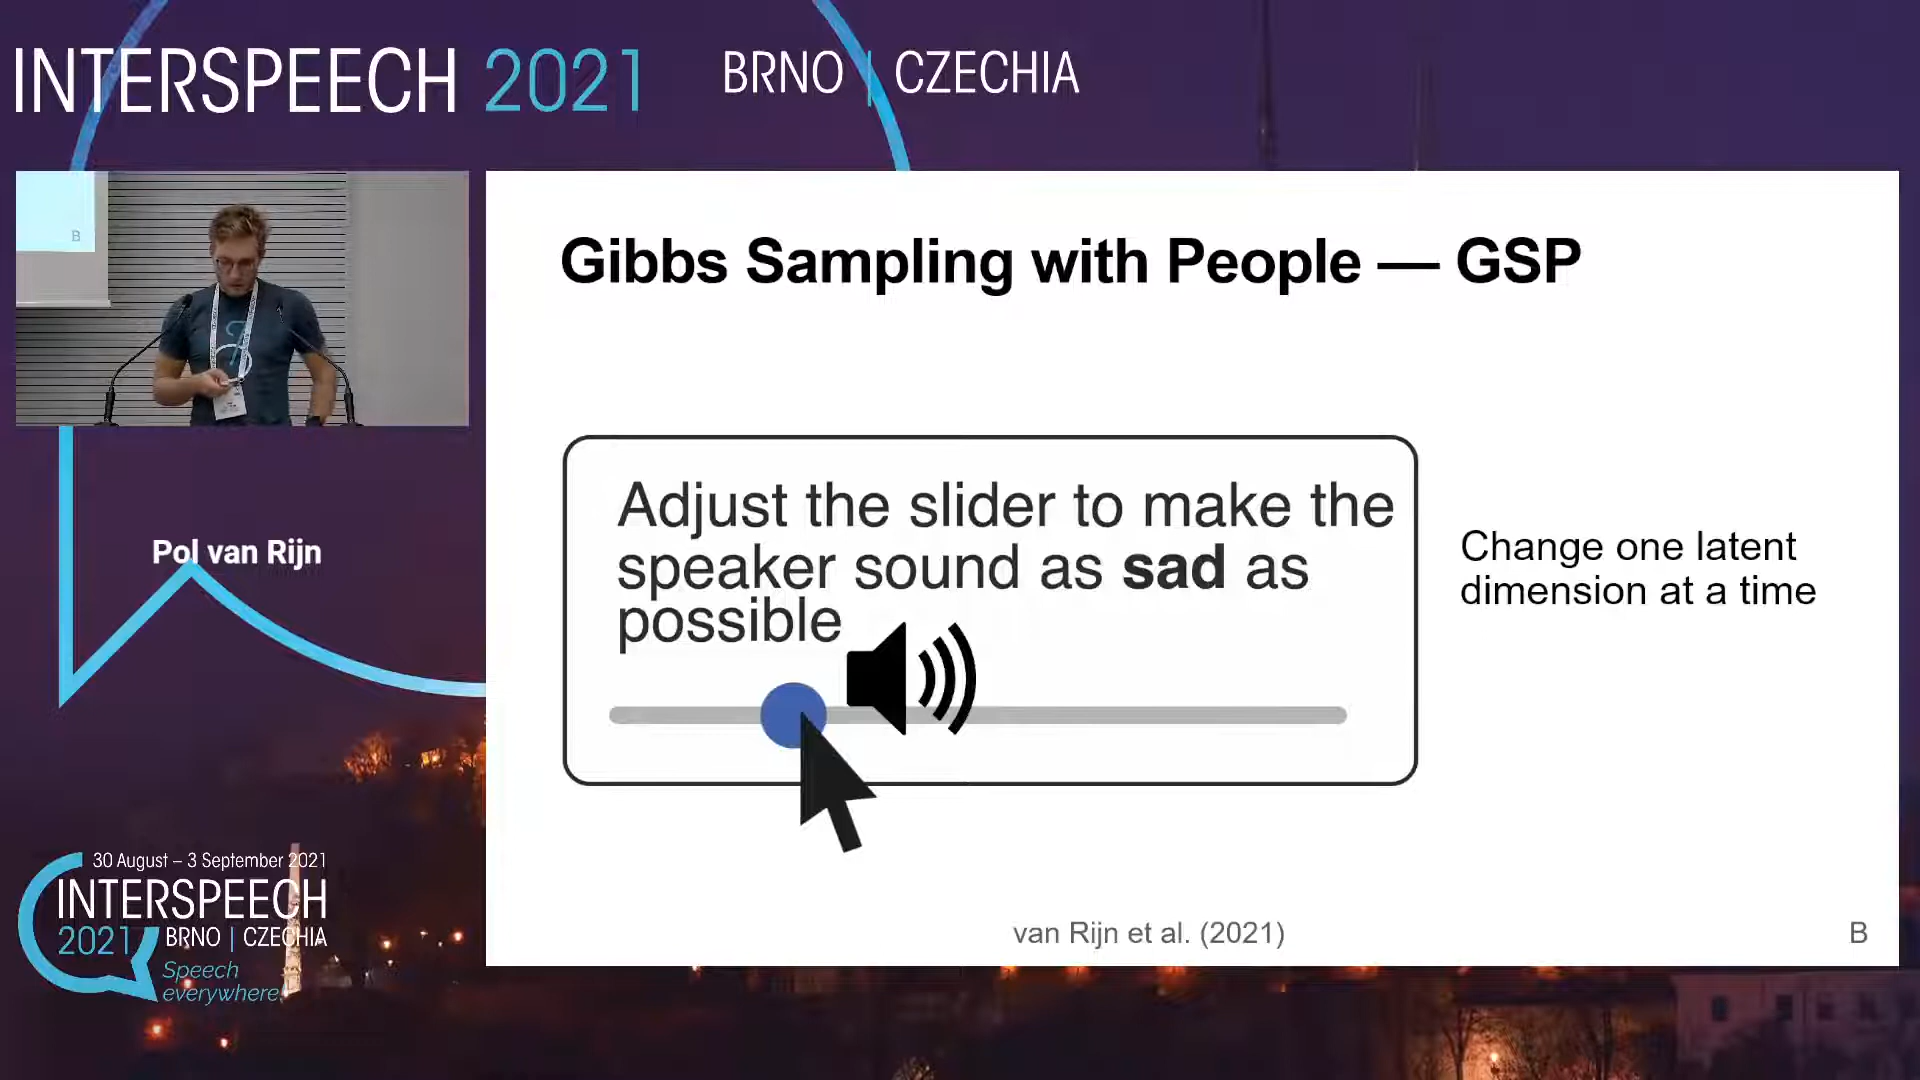 INTERSPEECH 2021
BRNO | CZECHIA
B
Gibbs Sampling with People — GSP
Adjust the slider to make the
speaker sound as sad as
possible
Change one latent
dimension at a time
van Rijn et al. (2021)
B
Pol van Rijn
30 August – 3 September 2021
INTERSPEECH
2021 BRNO | CZECHIA
Speech
everywhere!